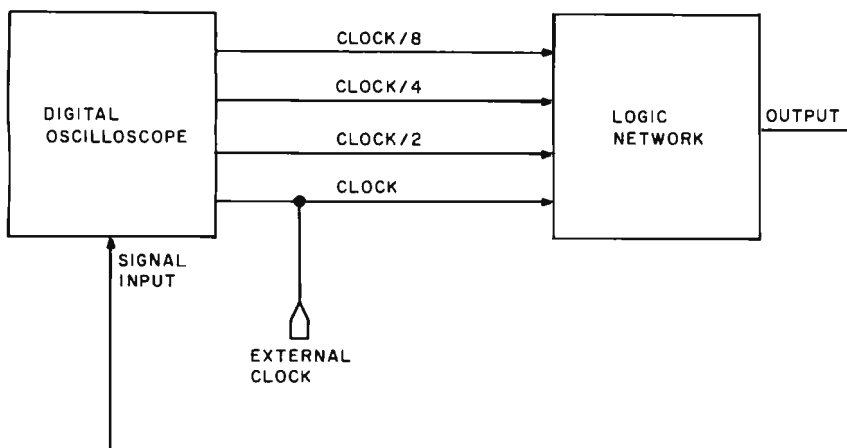 CLOCK/8
CLOCK/4
DIGITAL
OSCILLOSCOPE
LOGIC
NETWORK
OUTPUT
CLOCK/2
CLOCK
SIGNAL
INPUT
EXTERNAL
CLOCK